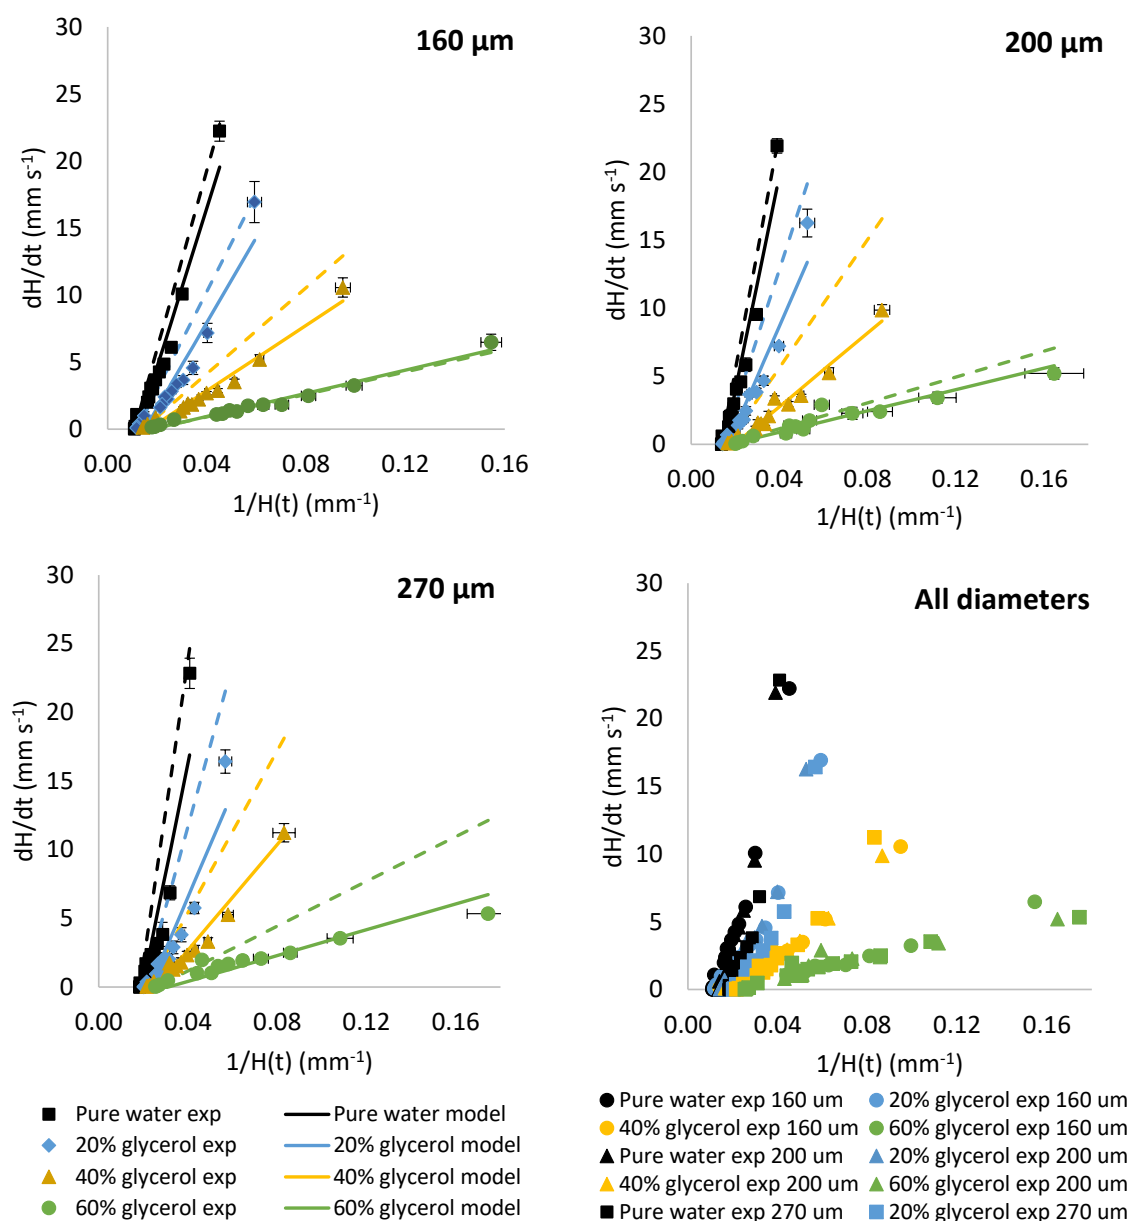 160 µm
30
25
20
15
10
5
0
dH/dt (mm s⁻¹)
0.00 0.04 0.08 0.12 0.16
1/H(t) (mm⁻¹)
200 µm
30
25
20
15
10
5
0
dH/dt (mm s⁻¹)
0.00 0.04 0.08 0.12 0.16
1/H(t) (mm⁻¹)
270 µm
30
25
20
15
10
5
0
dH/dt (mm s⁻¹)
0.00 0.04 0.08 0.12 0.16
1/H(t) (mm⁻¹)
All diameters
30
25
20
15
10
5
0
dH/dt (mm s⁻¹)
0.00 0.04 0.08 0.12 0.16
1/H(t) (mm⁻¹)
Pure water exp Pure water model
20% glycerol exp 20% glycerol model
40% glycerol exp 40% glycerol model
60% glycerol exp 60% glycerol model
Pure water exp 160 um 20% glycerol exp 160 um
40% glycerol exp 160 um 60% glycerol exp 160 um
Pure water exp 200 um 20% glycerol exp 200 um
40% glycerol exp 200 um 60% glycerol exp 200 um
Pure water exp 270 um 20% glycerol exp 270 um